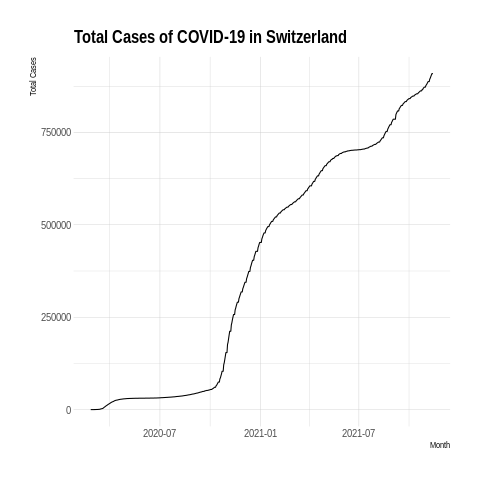 Total Cases of COVID-19 in Switzerland
Total Cases
750000
500000
250000
0
2020-07
2021-01
2021-07
Month